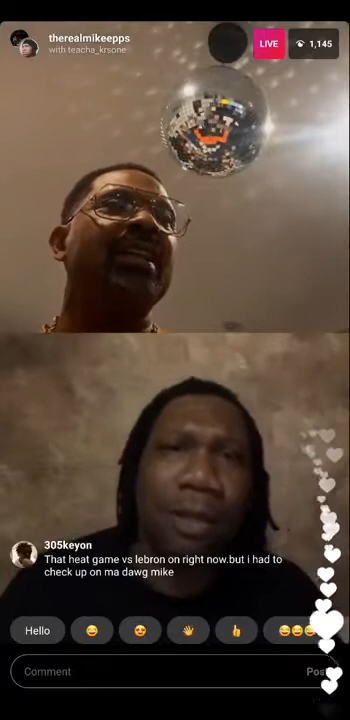 therealmikeepps
with teacha_krsone
LIVE
1,145
305keyon
That heat game vs lebron on right now.but i had to
check up on ma dawg mike
Hello
Comment
Pos